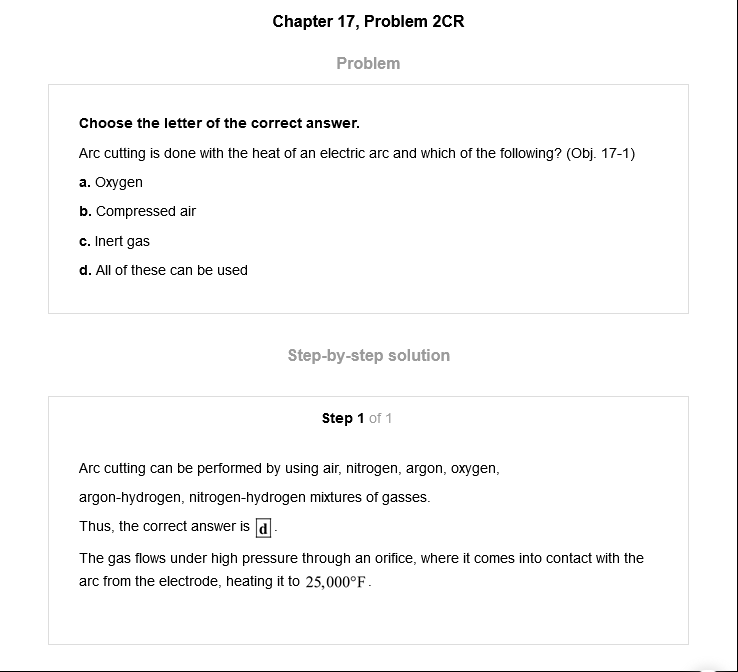 Chapter 17, Problem 2CR
Problem
Choose the letter of the correct answer.
Arc cutting is done with the heat of an electric arc and which of the following? (Obj. 17-1)
a. Oxygen
b. Compressed air
c. Inert gas
d. All of these can be used
Step-by-step solution
Step 1 of 1
Arc cutting can be performed by using air, nitrogen, argon, oxygen,
argon-hydrogen, nitrogen-hydrogen mixtures of gasses.
Thus, the correct answer is d.
The gas flows under high pressure through an orifice, where it comes into contact with the
arc from the electrode, heating it to 25,000°F.